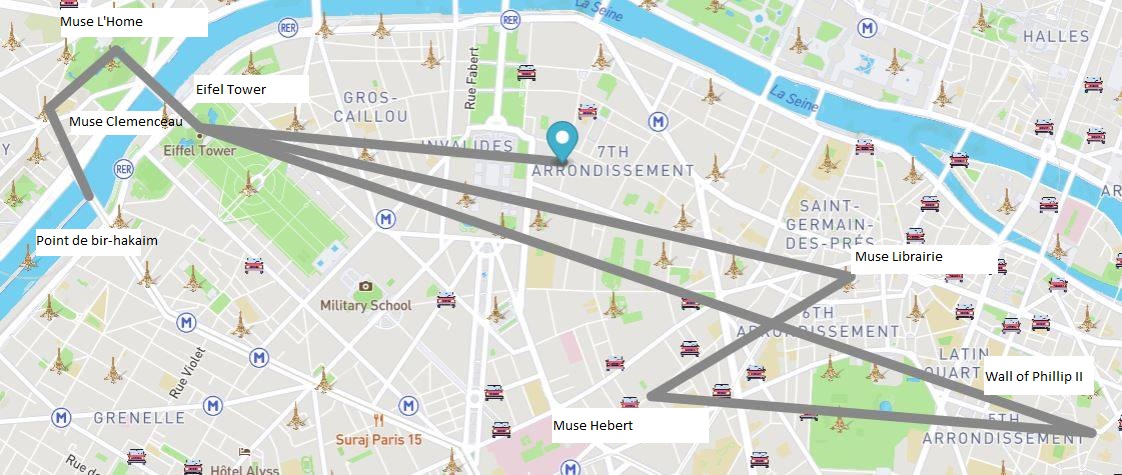 La Seine
Muse L'Home
RER
RER
M
HALLES
Eifel Tower
Rue Fabert
GROS-
CAILLOU
La Seine
Muse Clemenceau
M
Y
Eiffel Tower
INVALIDES
7TH
ARRONDISSEMENT
RER
AR
M
SAINT-
GERMAIN-
DES-PRÉS
Point de bir-hakaim
Muse Librairie
Military School
M
6TH
ARRONDISSEMENT
M
LATIN
QUART
Rue Violet
Wall of Phillip II
M
M
M
GRENELLE
Muse Hebert
5TH
ARRONDISSEMENT
Suraj Paris 15
Rue de
Hôtel Alyss
M